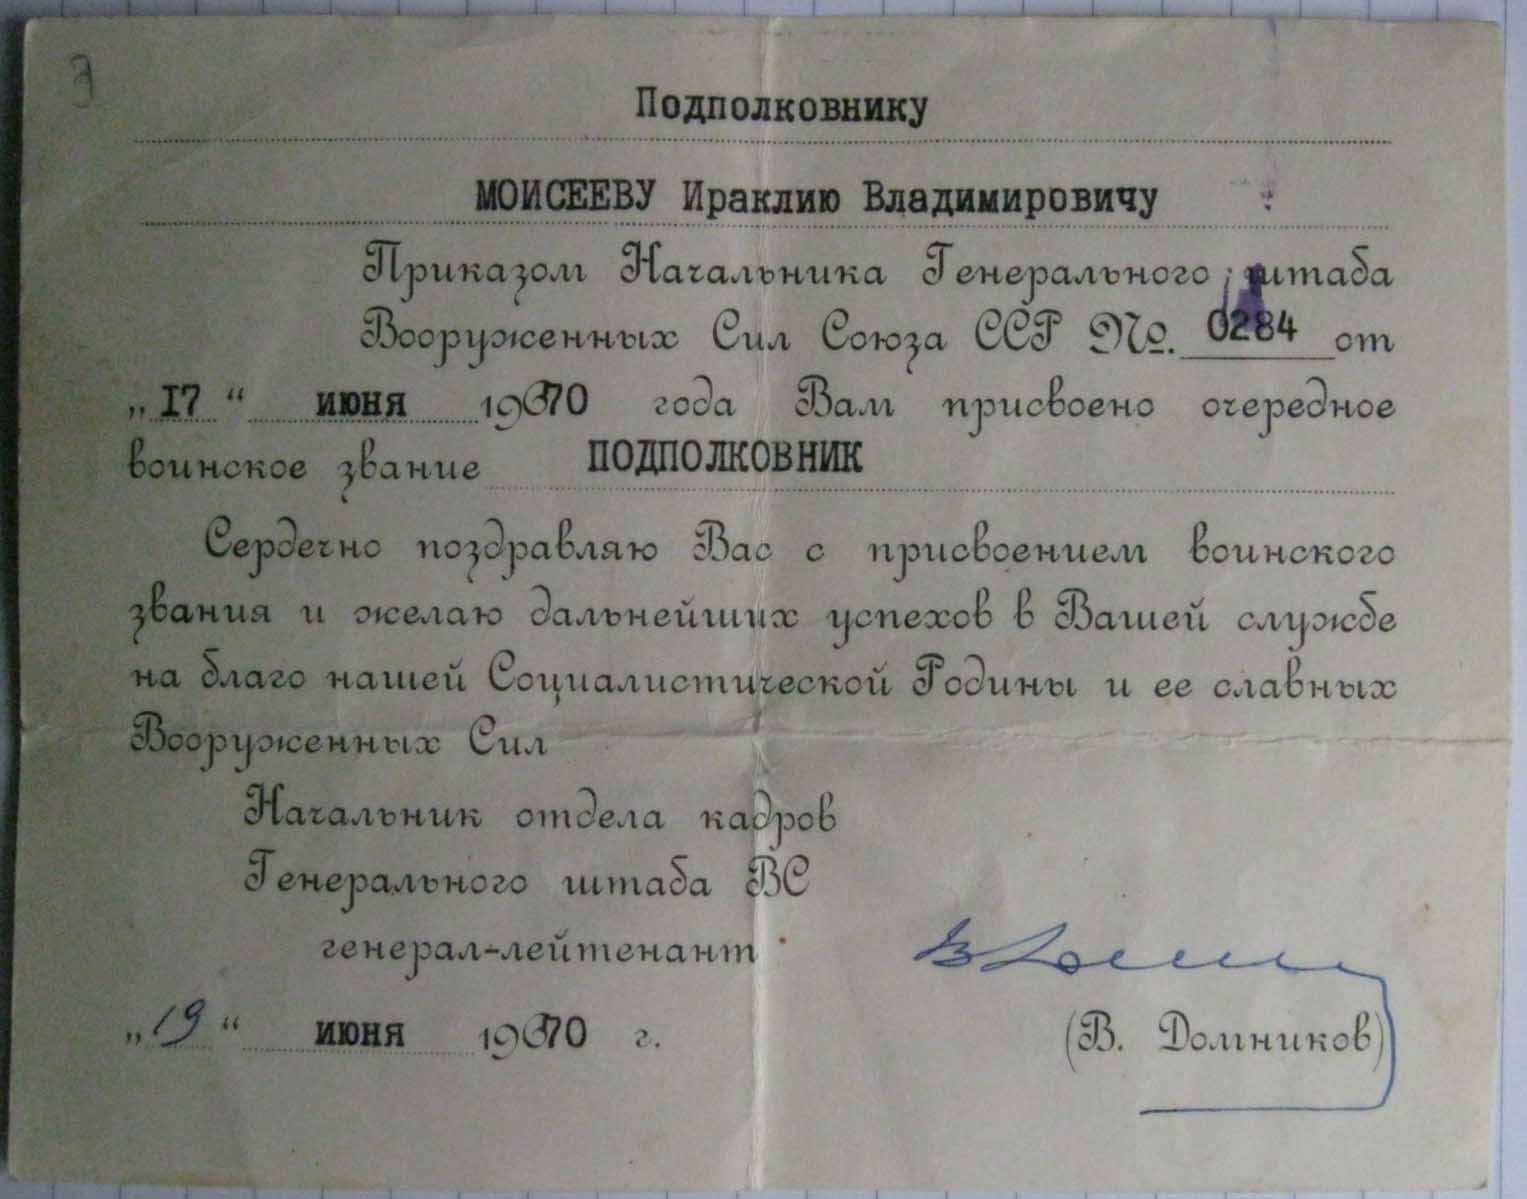 Подполковнику
МОИСЕЕВУ Ираклию Владимировичу
Приказом Начальника Генерального штаба
Вооруженных Сил Союза ССР №. 0284 от
„17“ июня 19670 года Вам присвоено очередное
воинское звание ПОДПОЛКОВНИК
Сердечно поздравляю Вас с присвоением воинского
звания и желаю дальнейших успехов в Вашей службе
на благо нашей Социалистической Родины и ее славных
Вооруженных Сил
Начальник отдела кадров
Генерального штаба ВС
генерал-лейтенант
„19“ июня 19670 г.
(В. Домников)